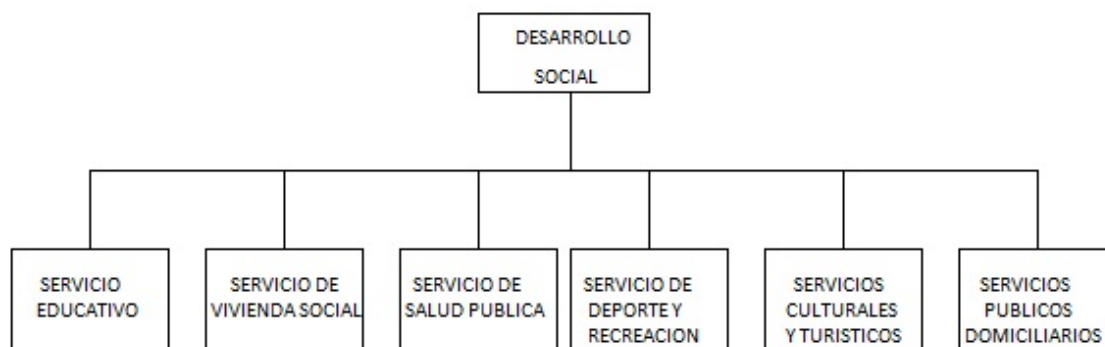 DESARROLLO
SOCIAL
SERVICIO
EDUCATIVO
SERVICIO DE
VIVIENDA SOCIAL
SERVICIO DE
SALUD PUBLICA
SERVICIO DE
DEPORTE Y
RECREACION
SERVICIOS
CULTURALES
Y TURISTICOS
SERVICIOS
PUBLICOS
DOMICILIARIOS